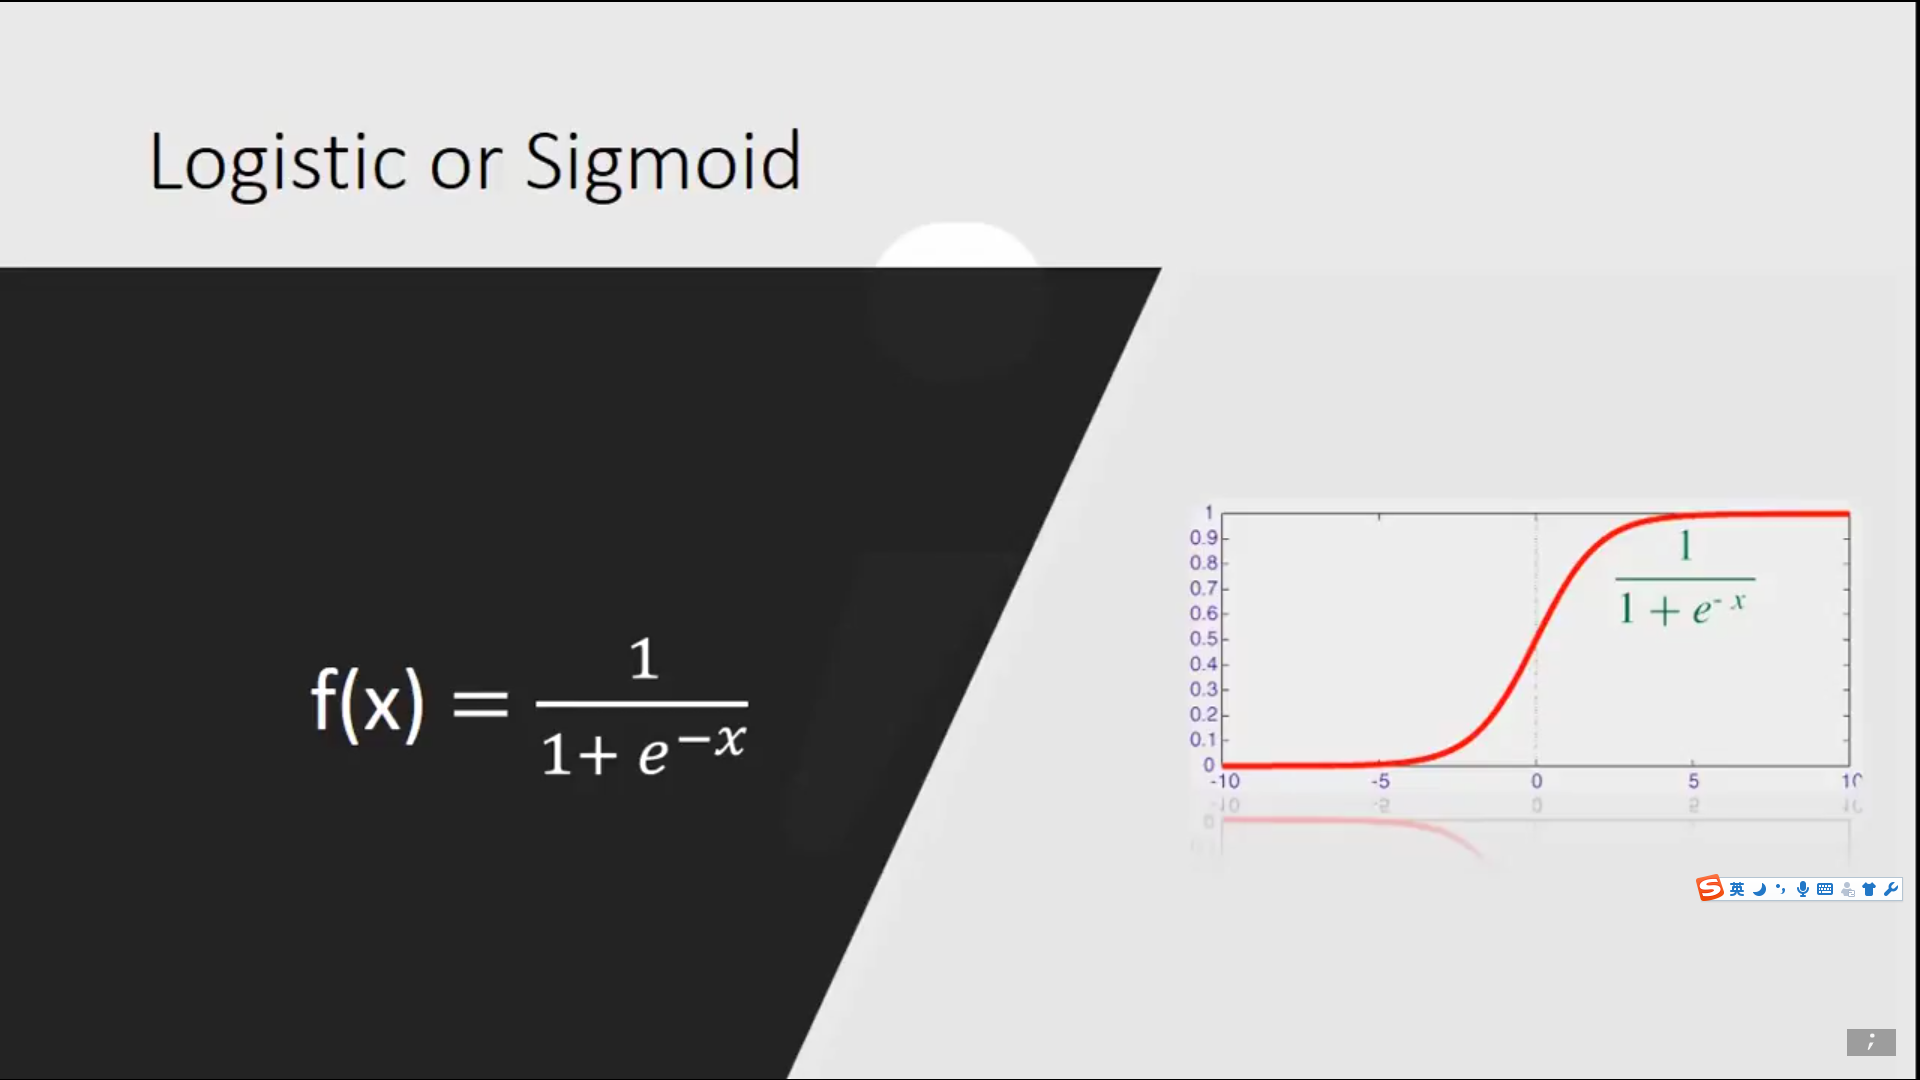 Logistic or Sigmoid
f(x) = 1 / (1+ e^−x)
1
0.9
0.8
0.7
0.6
0.5
0.4
0.3
0.2
0.1
0
-10 -5 0 5 10
1 / (1 + e^- x)
S 英
;